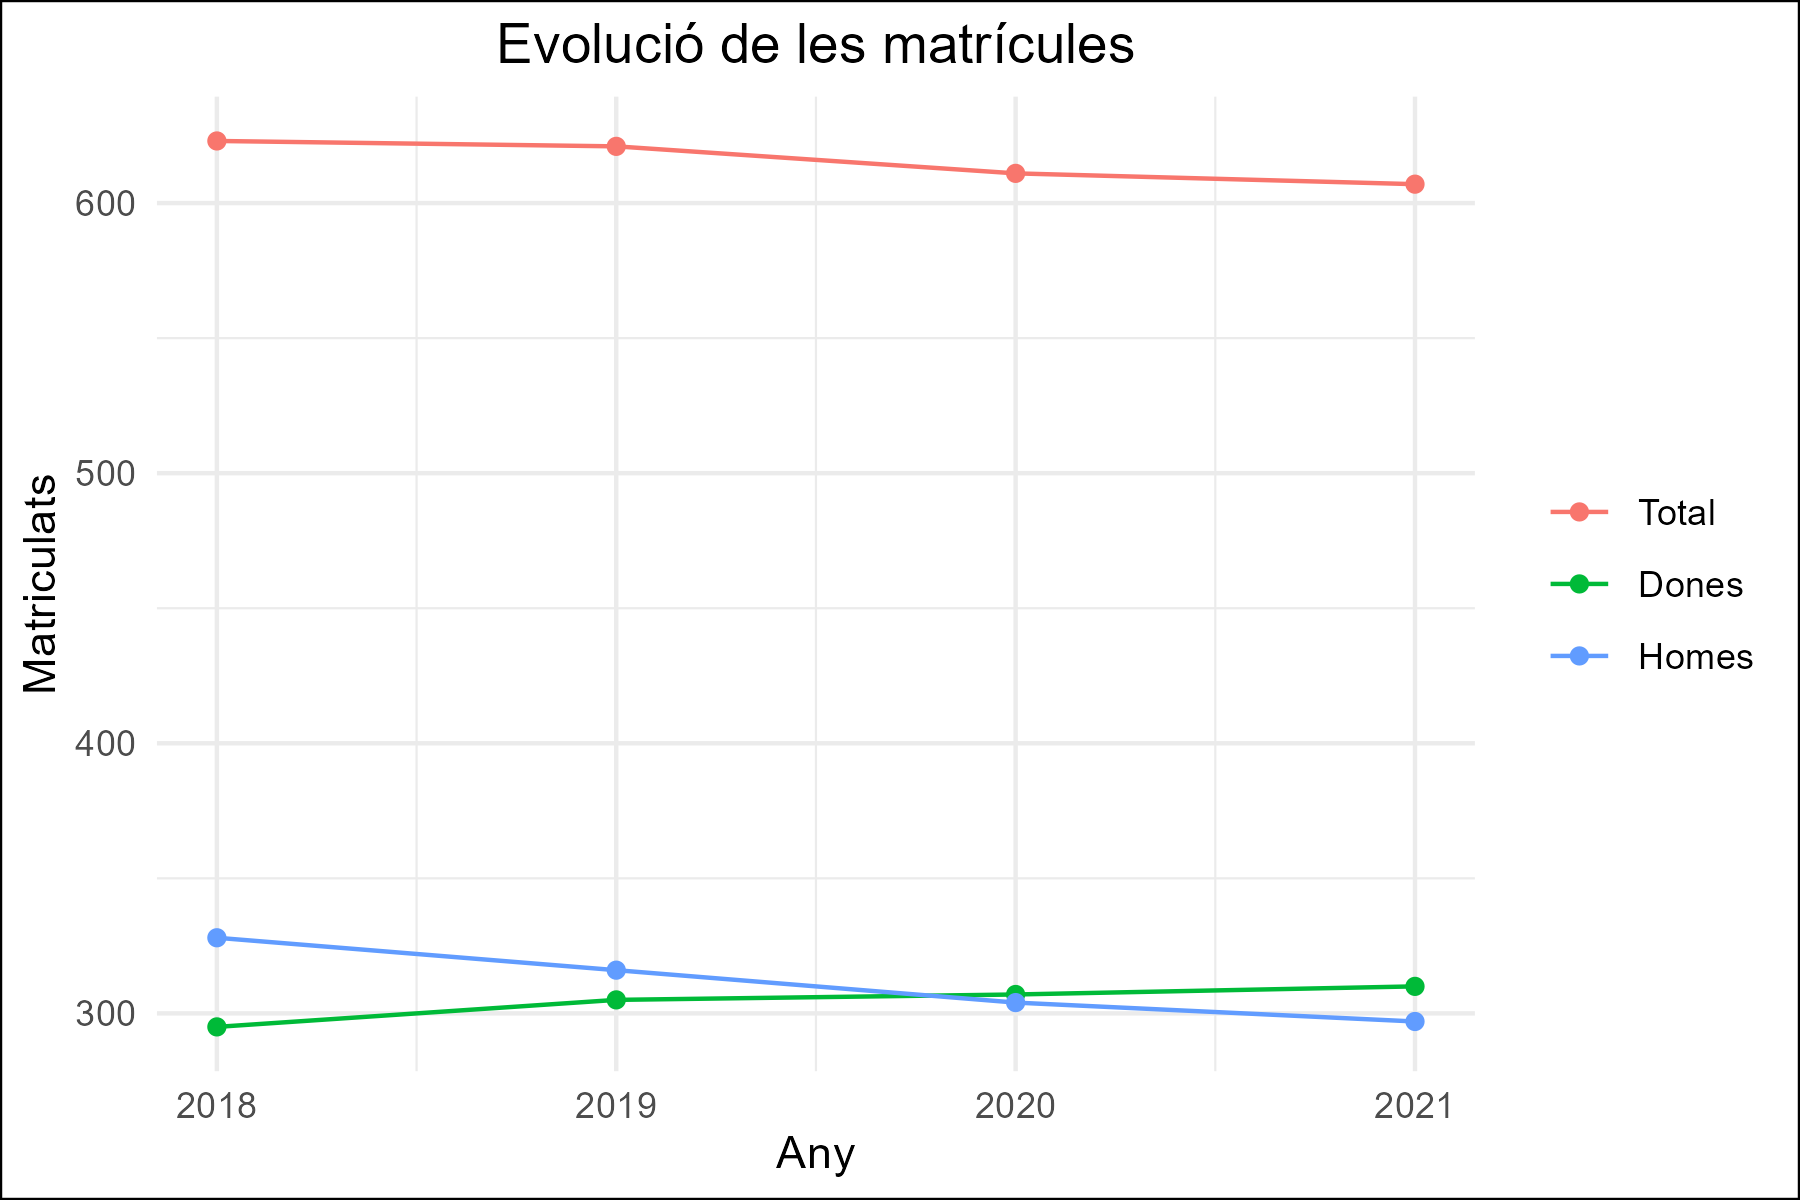 Evolució de les matrícules
600
500
400
300
Matriculats
2018 2019 2020 2021
Any
Total
Dones
Homes